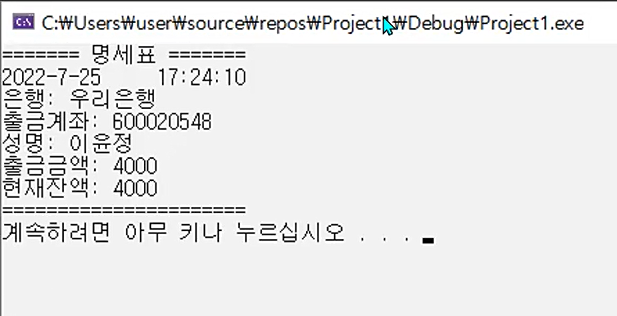 C:₩Users₩user₩source₩repos₩Project1₩Debug₩Project1.exe
======= 명세표 =======
2022-7-25 17:24:10
은행: 우리은행
출금계좌: 600020548
성명: 이윤정
출금금액: 4000
현재잔액: 4000
======================
계속하려면 아무 키나 누르십시오 . . .